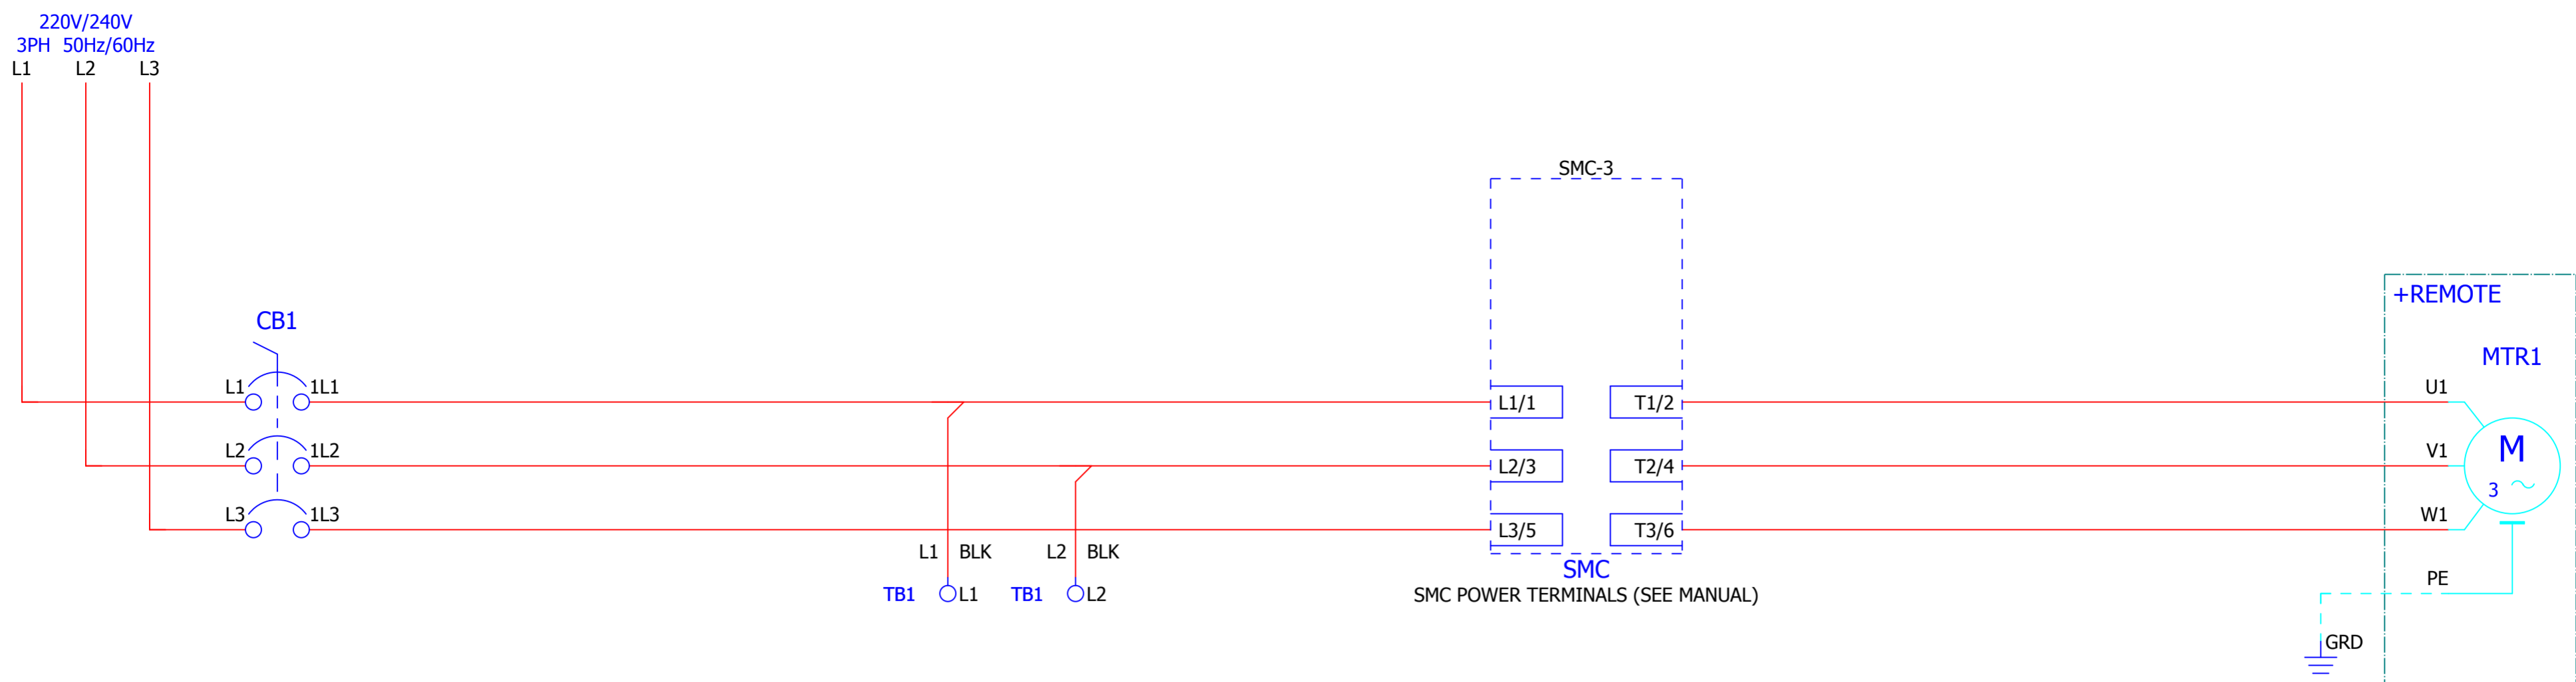 220V/240V
3PH 50Hz/60Hz
L1 L2 L3
SMC-3
+REMOTE
CB1
MTR1
L1 1L1
L1/1 T1/2
U1
L2 1L2
L2/3 T2/4
V1
M
3
L3 1L3
L3/5 T3/6
W1
L1 BLK L2 BLK
SMC
TB1 L1 TB1 L2
SMC POWER TERMINALS (SEE MANUAL)
PE
GRD